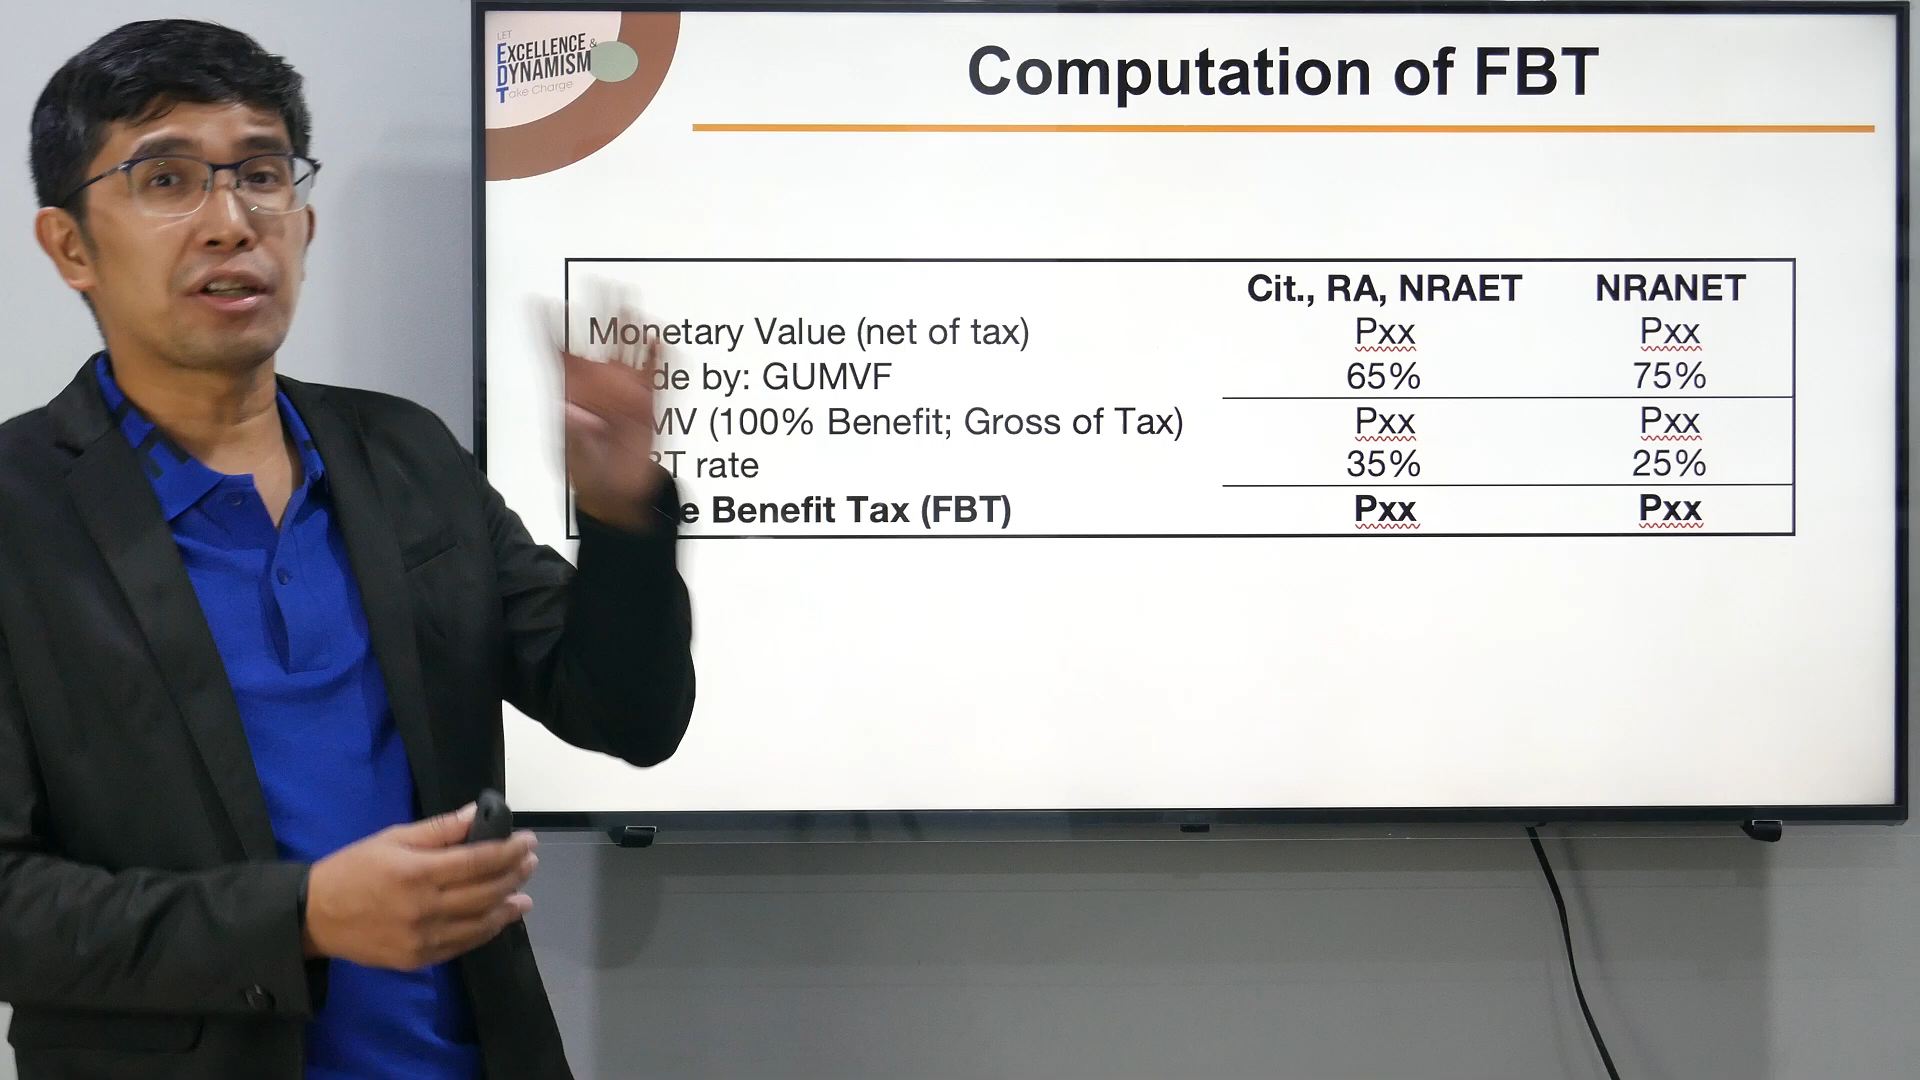 LET
EXCELLENCE &
DYNAMISM
Take Charge
Computation of FBT
Cit., RA, NRAET NRANET
Monetary Value (net of tax) Pxx Pxx
by: GUMVF 65% 75%
(100% Benefit; Gross of Tax) Pxx Pxx
rate 35% 25%
Benefit Tax (FBT) Pxx Pxx